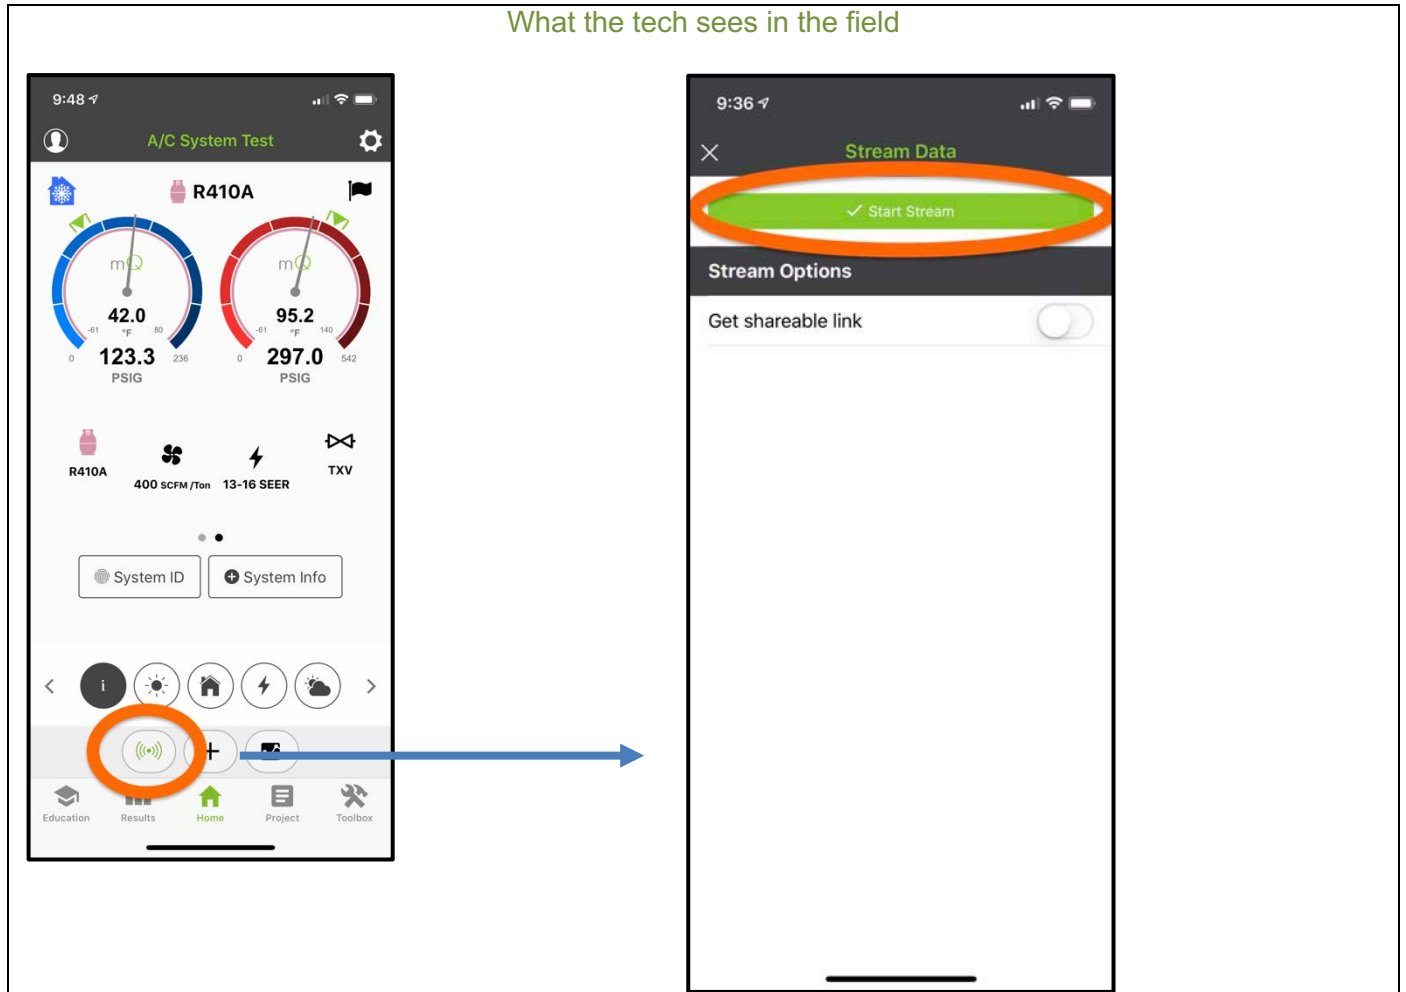 What the tech sees in the field
9:48
A/C System Test
R410A
mQ
mQ
42.0
95.2
-61 °F 80
-61 °F 140
0 123.3 236
0 297.0 542
PSIG
PSIG
R410A
400 SCFM /Ton
13-16 SEER
TXV
System ID
System Info
i
Education
Results
Home
Project
Toolbox
9:36
Stream Data
Start Stream
Stream Options
Get shareable link